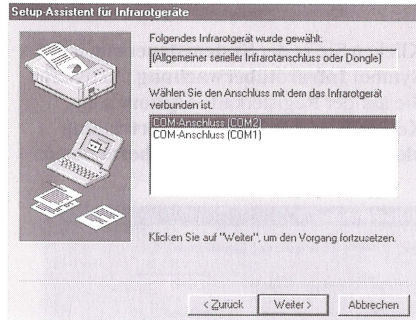 Setup-Assistent für Infrarotgeräte
Folgendes Infrarotgerät wurde gewählt:
(Allgemeiner serieller Infrarotanschluss oder Dongle)
Wählen Sie den Anschluss mit dem das Infrarotgerät
verbunden ist.
COM-Anschluss (COM2)
COM-Anschluss (COM1)
Klicken Sie auf "Weiter", um den Vorgang fortzusetzen.
< Zurück
Weiter >
Abbrechen